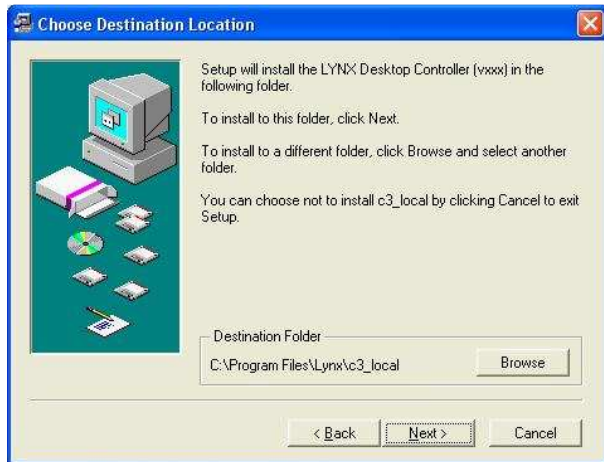 Choose Destination Location
Setup will install the LYNX Desktop Controller (vxxx) in the
following folder.
To install to this folder, click Next.
To install to a different folder, click Browse and select another
folder.
You can choose not to install c3_local by clicking Cancel to exit
Setup.
Destination Folder
C:\Program Files\Lynx\c3_local
Browse
< Back
Next >
Cancel